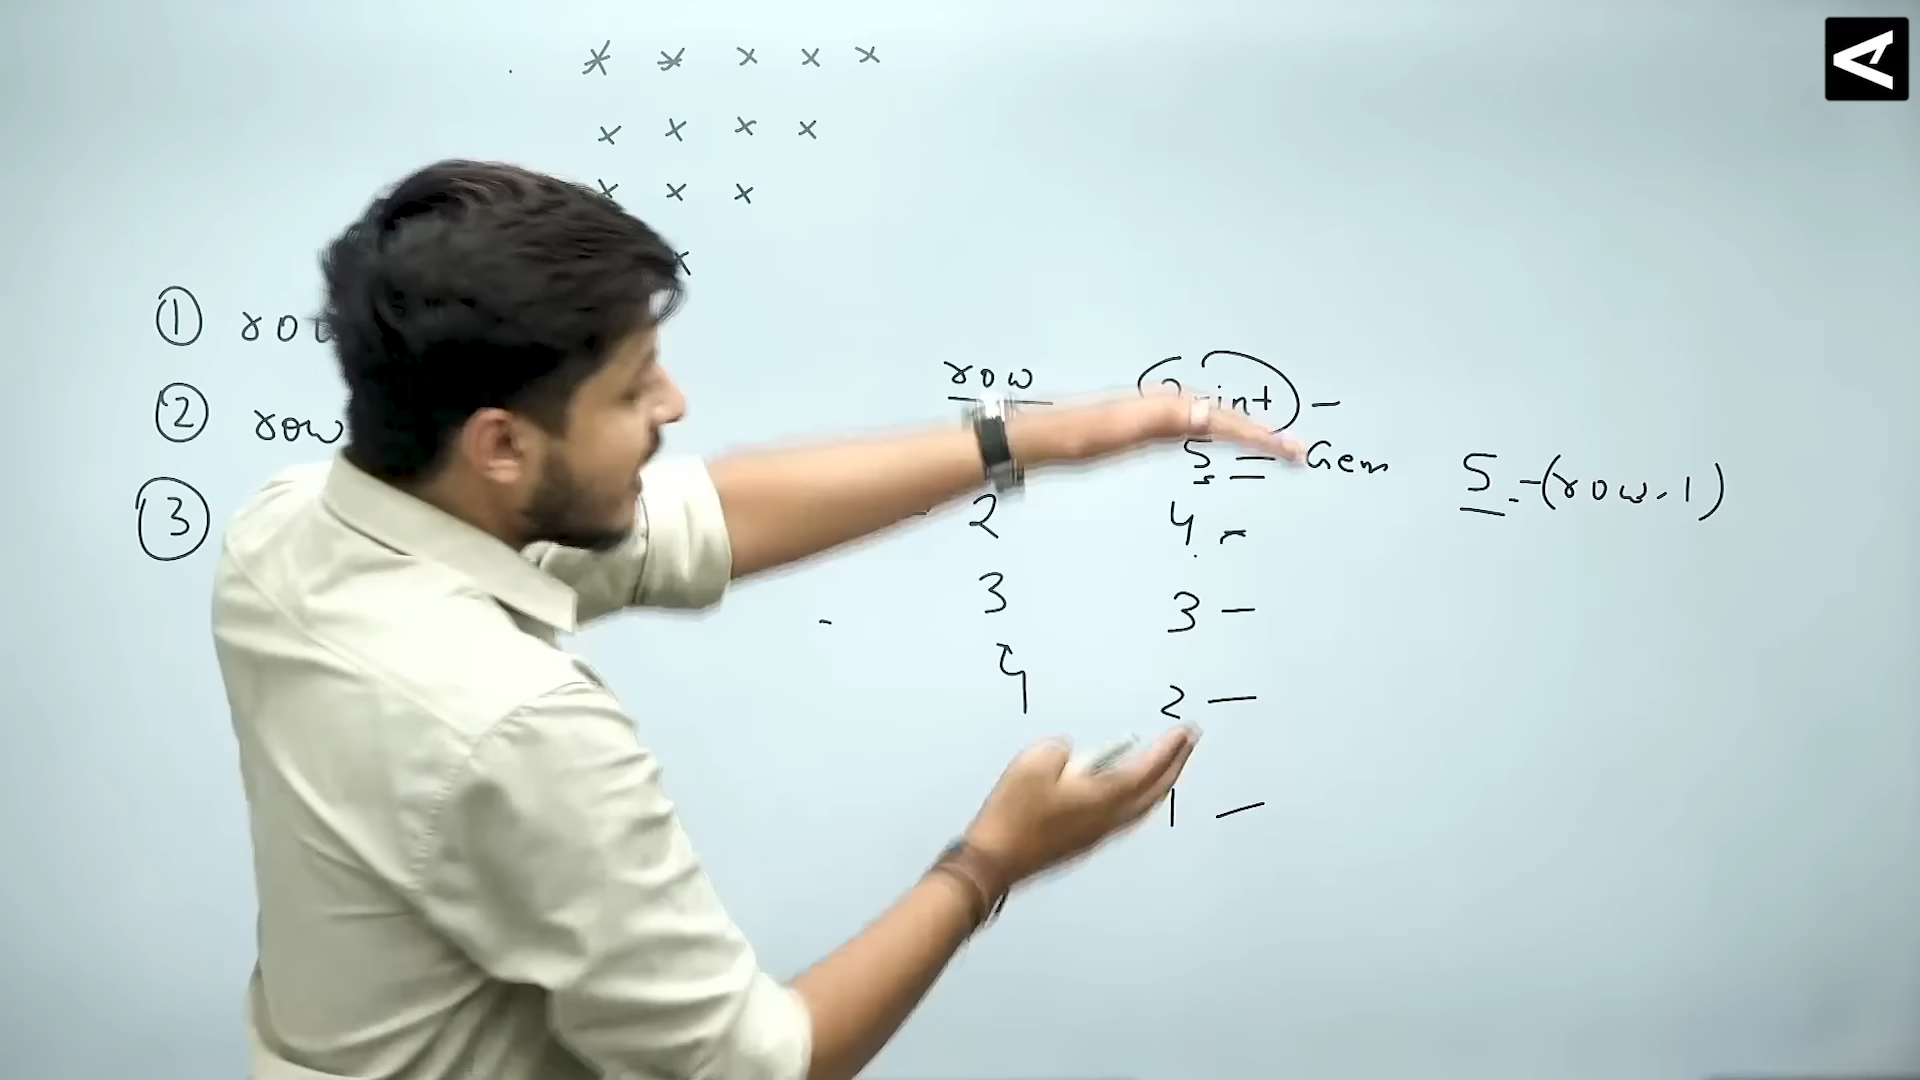 * * x x x
x x x x
x x x
x
① row
② row
③
row print –
5 = Gen 5 -(row-1)
2 4 –
3 3 –
4 2 –
1 –